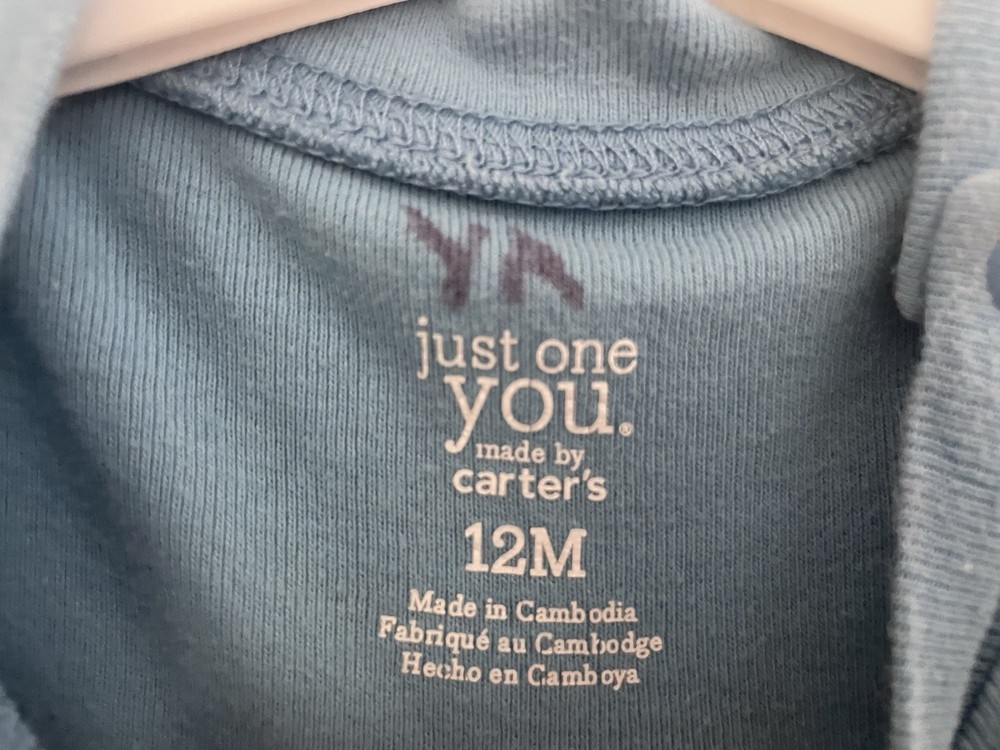 just one
you.®
made by
carter's
12M
Made in Cambodia
Fabriqué au Cambodge
Hecho en Camboya